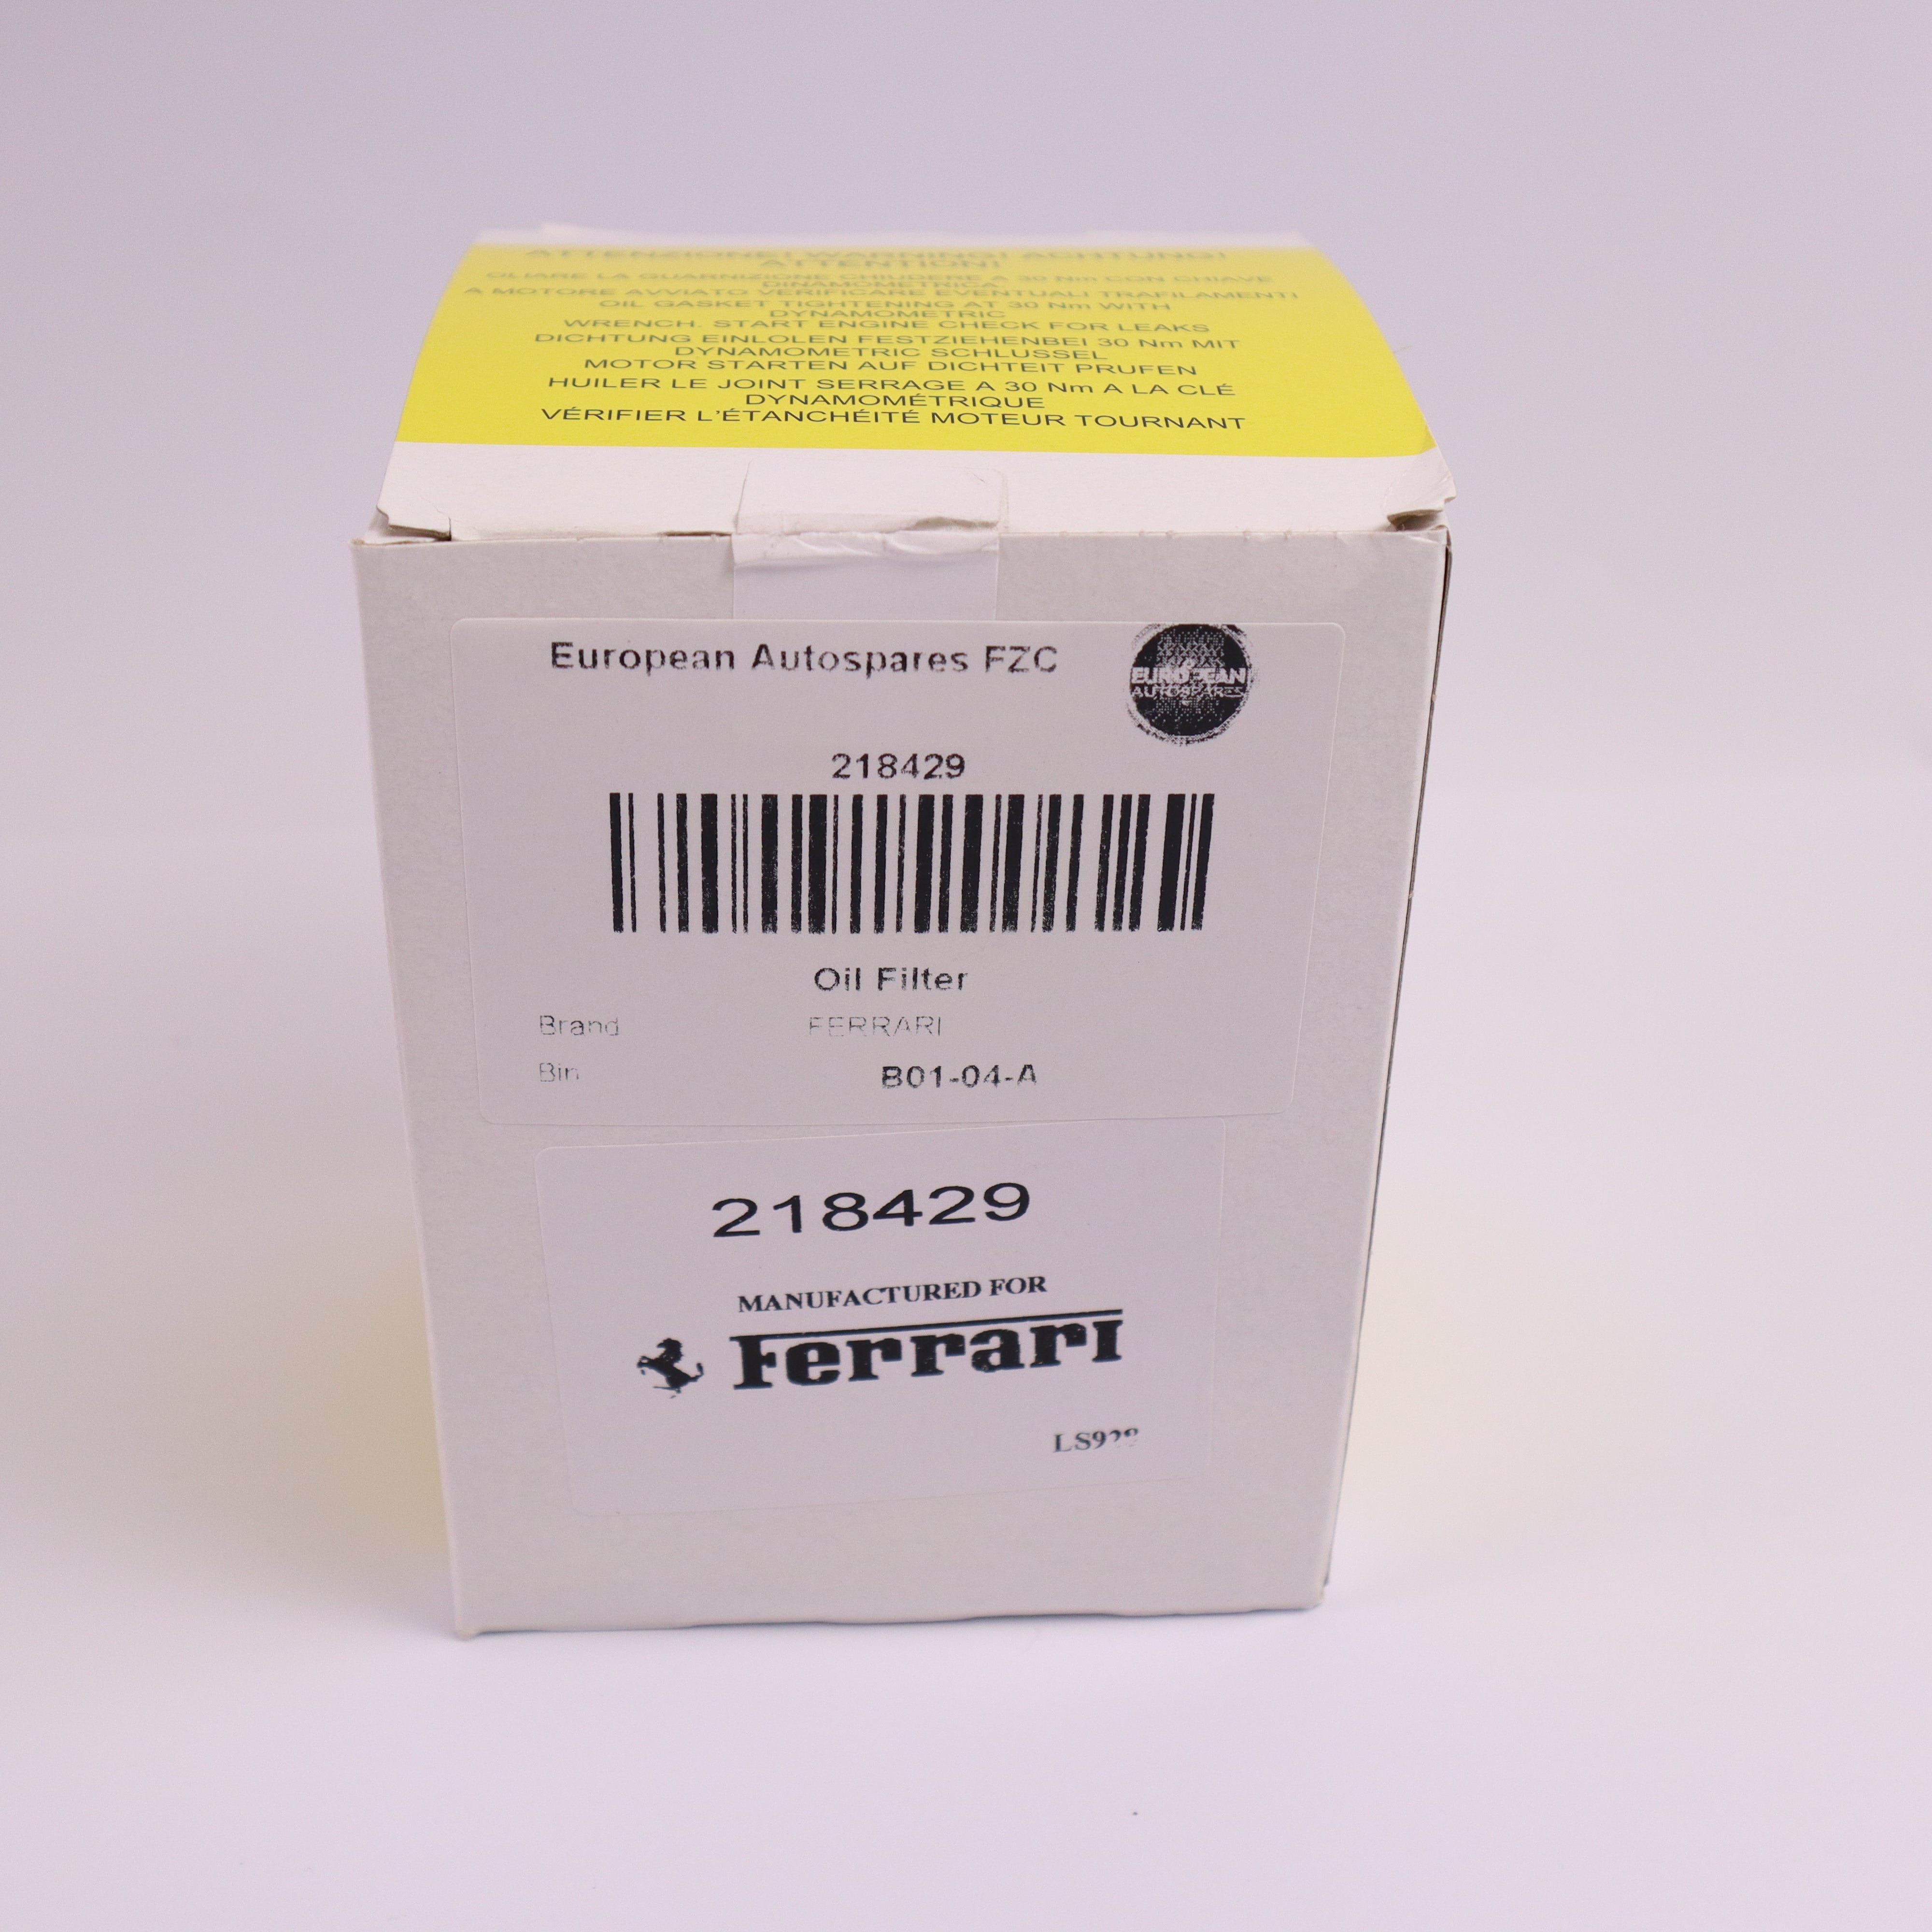 ATTENZIONE! WARNING! ACHTUNG!
ATTENTION!
OLIARE LA GUARNIZIONE CHIUDERE A 30 Nm CON CHIAVE
DINAMOMETRICA.
A MOTORE AVVIATO VERIFICARE EVENTUALI TRAFILAMENTI
OIL GASKET TIGHTENING AT 30 Nm WITH
DYNAMOMETRIC
WRENCH. START ENGINE CHECK FOR LEAKS
DICHTUNG EINLOLEN FESTZIEHENBEI 30 Nm MIT
DYNAMOMETRIC SCHLUSSEL
MOTOR STARTEN AUF DICHTEIT PRUFEN
HUILER LE JOINT SERRAGE A 30 Nm A LA CLÉ
DYNAMOMÉTRIQUE
VÉRIFIER L'ÉTANCHÉITÉ MOTEUR TOURNANT
European Autospares FZC
EUROPEAN
AUTOSPARES
218429
Oil Filter
Brand FERRARI
Bin B01-04-A
218429
MANUFACTURED FOR
Ferrari